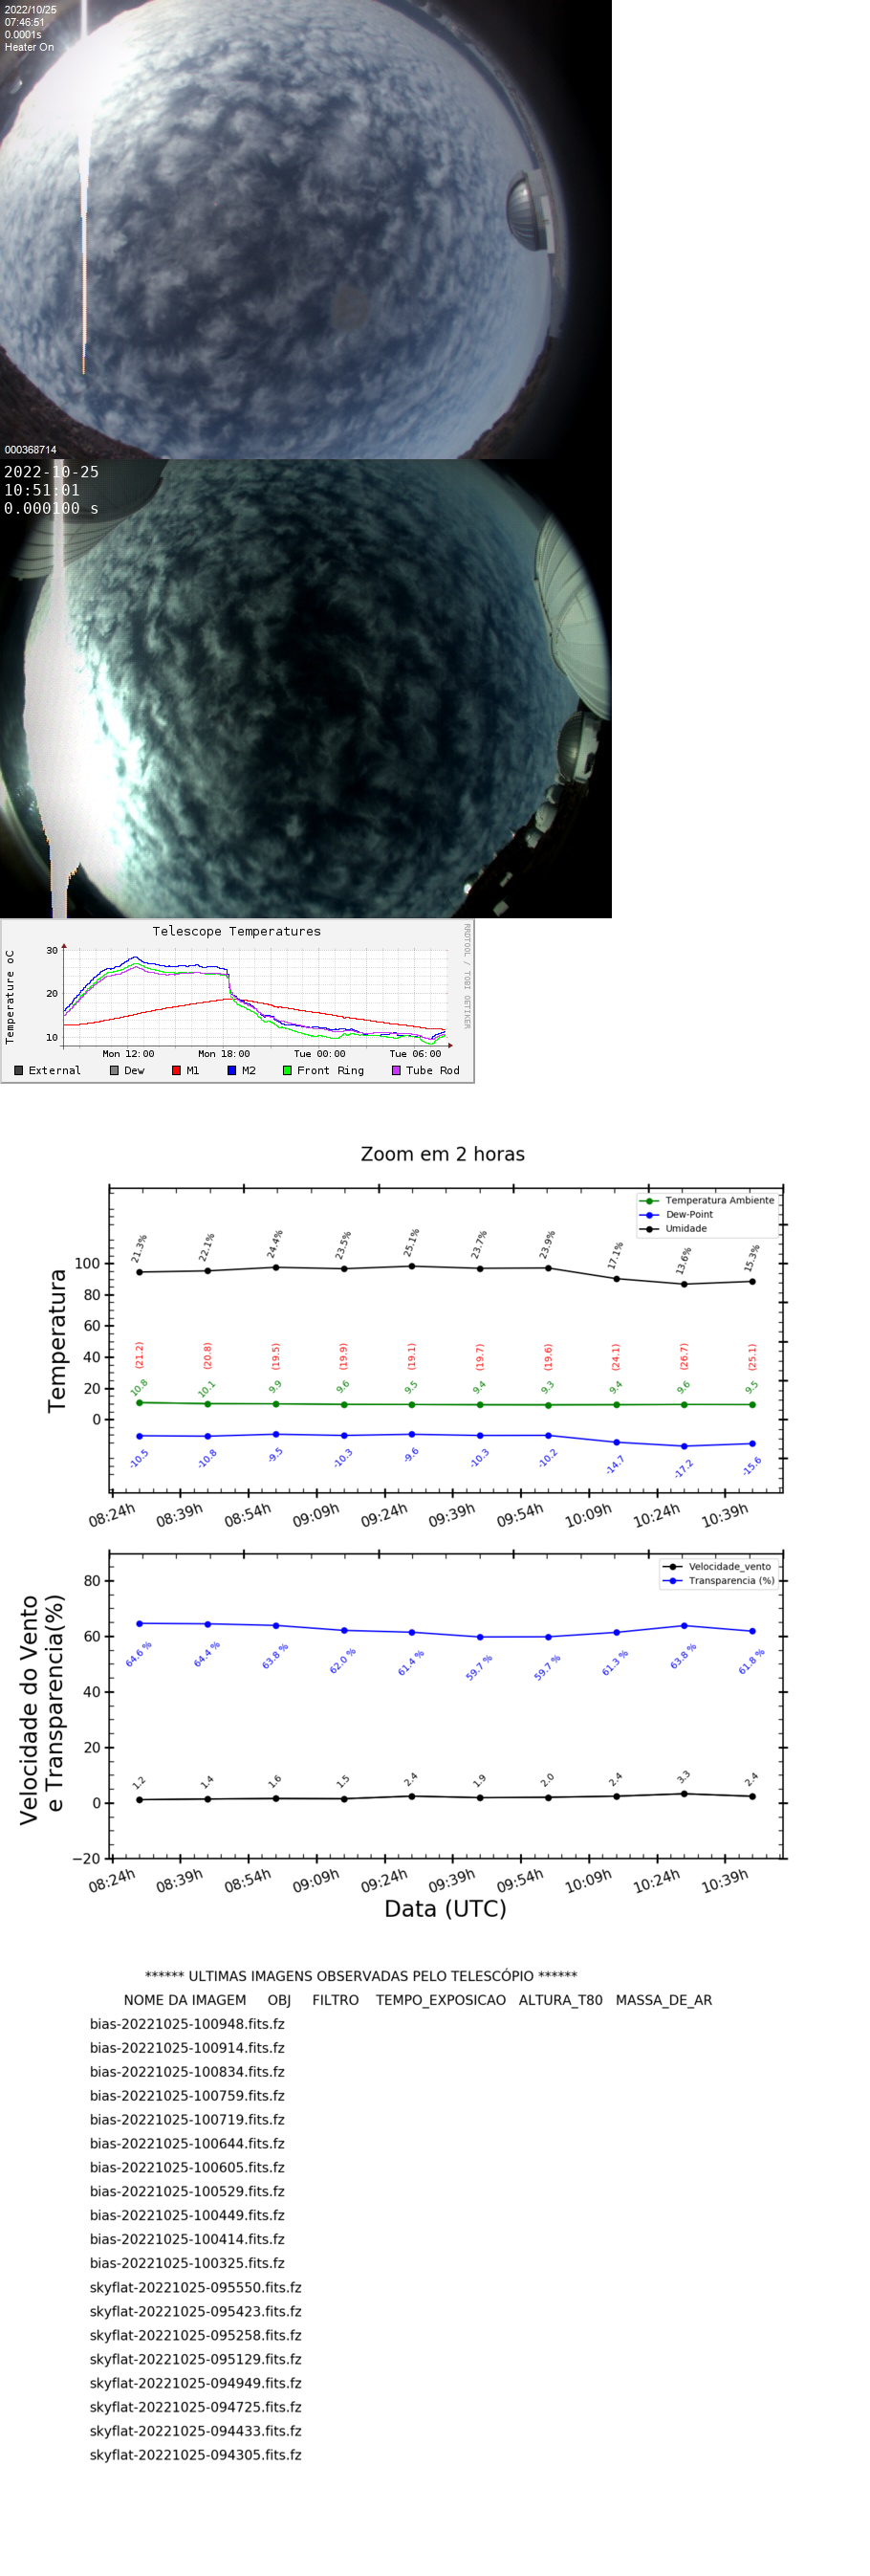 2022/10/25
07:46:51
0.0001s
Heater On
000368714
2022-10-25
10:51:01
0.000100 s
Telescope Temperatures
RRDTOOL / TOBI OETIKER
Temperature oC
30
20
10
Mon 12:00 Mon 18:00 Tue 00:00 Tue 06:00
External Dew M1 M2 Front Ring Tube Rod
Zoom em 2 horas
Temperatura Ambiente
Dew-Point
Umidade
Temperatura
100
80
60
40
20
0
21.3% 22.1% 24.4% 23.5% 25.1% 23.7% 23.9% 17.1% 13.6% 15.3%
(21.2) (20.8) (19.5) (19.9) (19.1) (19.7) (19.6) (24.1) (26.7) (25.1)
10.8 10.1 9.9 9.6 9.5 9.4 9.3 9.4 9.6 9.5
-10.5 -10.8 -9.5 -10.3 -9.6 -10.3 -10.2 -14.7 -17.2 -15.6
08:24h 08:39h 08:54h 09:09h 09:24h 09:39h 09:54h 10:09h 10:24h 10:39h
Velocidade_vento
Transparencia (%)
Velocidade do Vento
e Transparencia(%)
80
60
40
20
0
−20
64.6 % 64.4 % 63.8 % 62.0 % 61.4 % 59.7 % 59.7 % 61.3 % 63.8 % 61.8 %
1.2 1.4 1.6 1.5 2.4 1.9 2.0 2.4 3.3 2.4
08:24h 08:39h 08:54h 09:09h 09:24h 09:39h 09:54h 10:09h 10:24h 10:39h
Data (UTC)
****** ULTIMAS IMAGENS OBSERVADAS PELO TELESCÓPIO ******
NOME DA IMAGEM OBJ FILTRO TEMPO_EXPOSICAO ALTURA_T80 MASSA_DE_AR
bias-20221025-100948.fits.fz
bias-20221025-100914.fits.fz
bias-20221025-100834.fits.fz
bias-20221025-100759.fits.fz
bias-20221025-100719.fits.fz
bias-20221025-100644.fits.fz
bias-20221025-100605.fits.fz
bias-20221025-100529.fits.fz
bias-20221025-100449.fits.fz
bias-20221025-100414.fits.fz
bias-20221025-100325.fits.fz
skyflat-20221025-095550.fits.fz
skyflat-20221025-095423.fits.fz
skyflat-20221025-095258.fits.fz
skyflat-20221025-095129.fits.fz
skyflat-20221025-094949.fits.fz
skyflat-20221025-094725.fits.fz
skyflat-20221025-094433.fits.fz
skyflat-20221025-094305.fits.fz